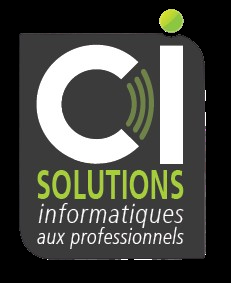 Ci
SOLUTIONS
informatiques
aux professionnels